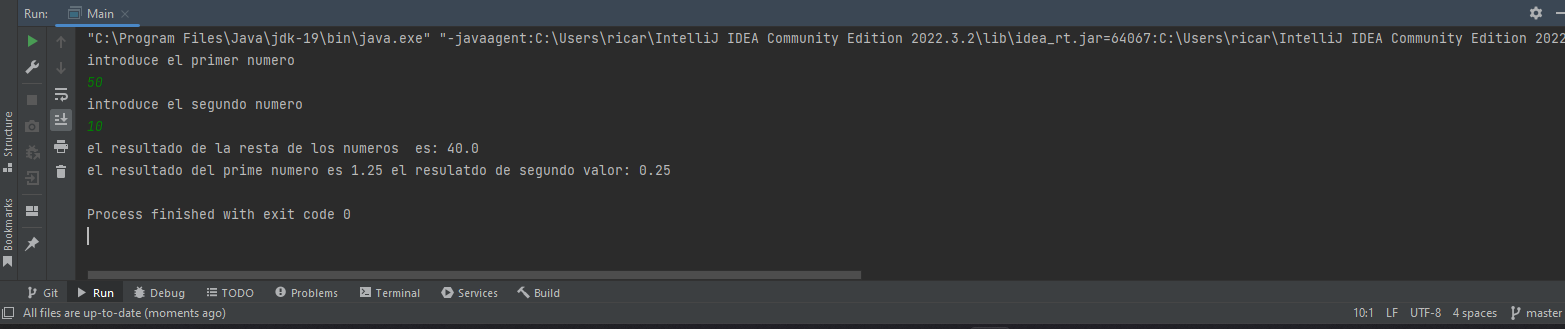 Run: Main
"C:\Program Files\Java\jdk-19\bin\java.exe" "-javaagent:C:\Users\ricar\IntelliJ IDEA Community Edition 2022.3.2\lib\idea_rt.jar=64067:C:\Users\ricar\IntelliJ IDEA Community Edition 2022
introduce el primer numero
50
introduce el segundo numero
10
el resultado de la resta de los numeros  es: 40.0
el resultado del prime numero es 1.25 el resulatdo de segundo valor: 0.25
Process finished with exit code 0
Structure
Bookmarks
Git Run Debug TODO Problems Terminal Services Build
All files are up-to-date (moments ago) 10:1 LF UTF-8 4 spaces master